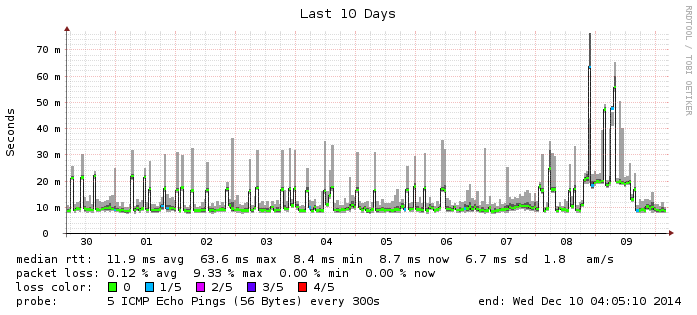 Last 10 Days
RRDTOOL / TOBI OETIKER
Seconds
70 m
60 m
50 m
40 m
30 m
20 m
10 m
0
30 01 02 03 04 05 06 07 08 09
median rtt: 11.9 ms avg 63.6 ms max 8.4 ms min 8.7 ms now 6.7 ms sd 1.8 am/s
packet loss: 0.12 % avg 9.33 % max 0.00 % min 0.00 % now
loss color: 0 1/5 2/5 3/5 4/5
probe: 5 ICMP Echo Pings (56 Bytes) every 300s end: Wed Dec 10 04:05:10 2014